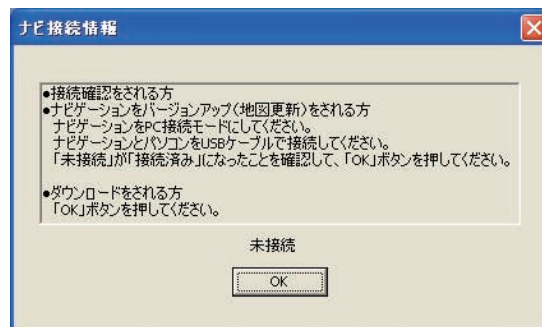 ナビ接続情報
●接続確認をされる方
●ナビゲーションをバージョンアップ(地図更新)をされる方
ナビゲーションをPC接続モードにしてください。
ナビゲーションとパソコンをUSBケーブルで接続してください。
「未接続」が「接続済み」になったことを確認して、「OK」ボタンを押してください。
●ダウンロードをされる方
「OK」ボタンを押してください。
未接続
OK